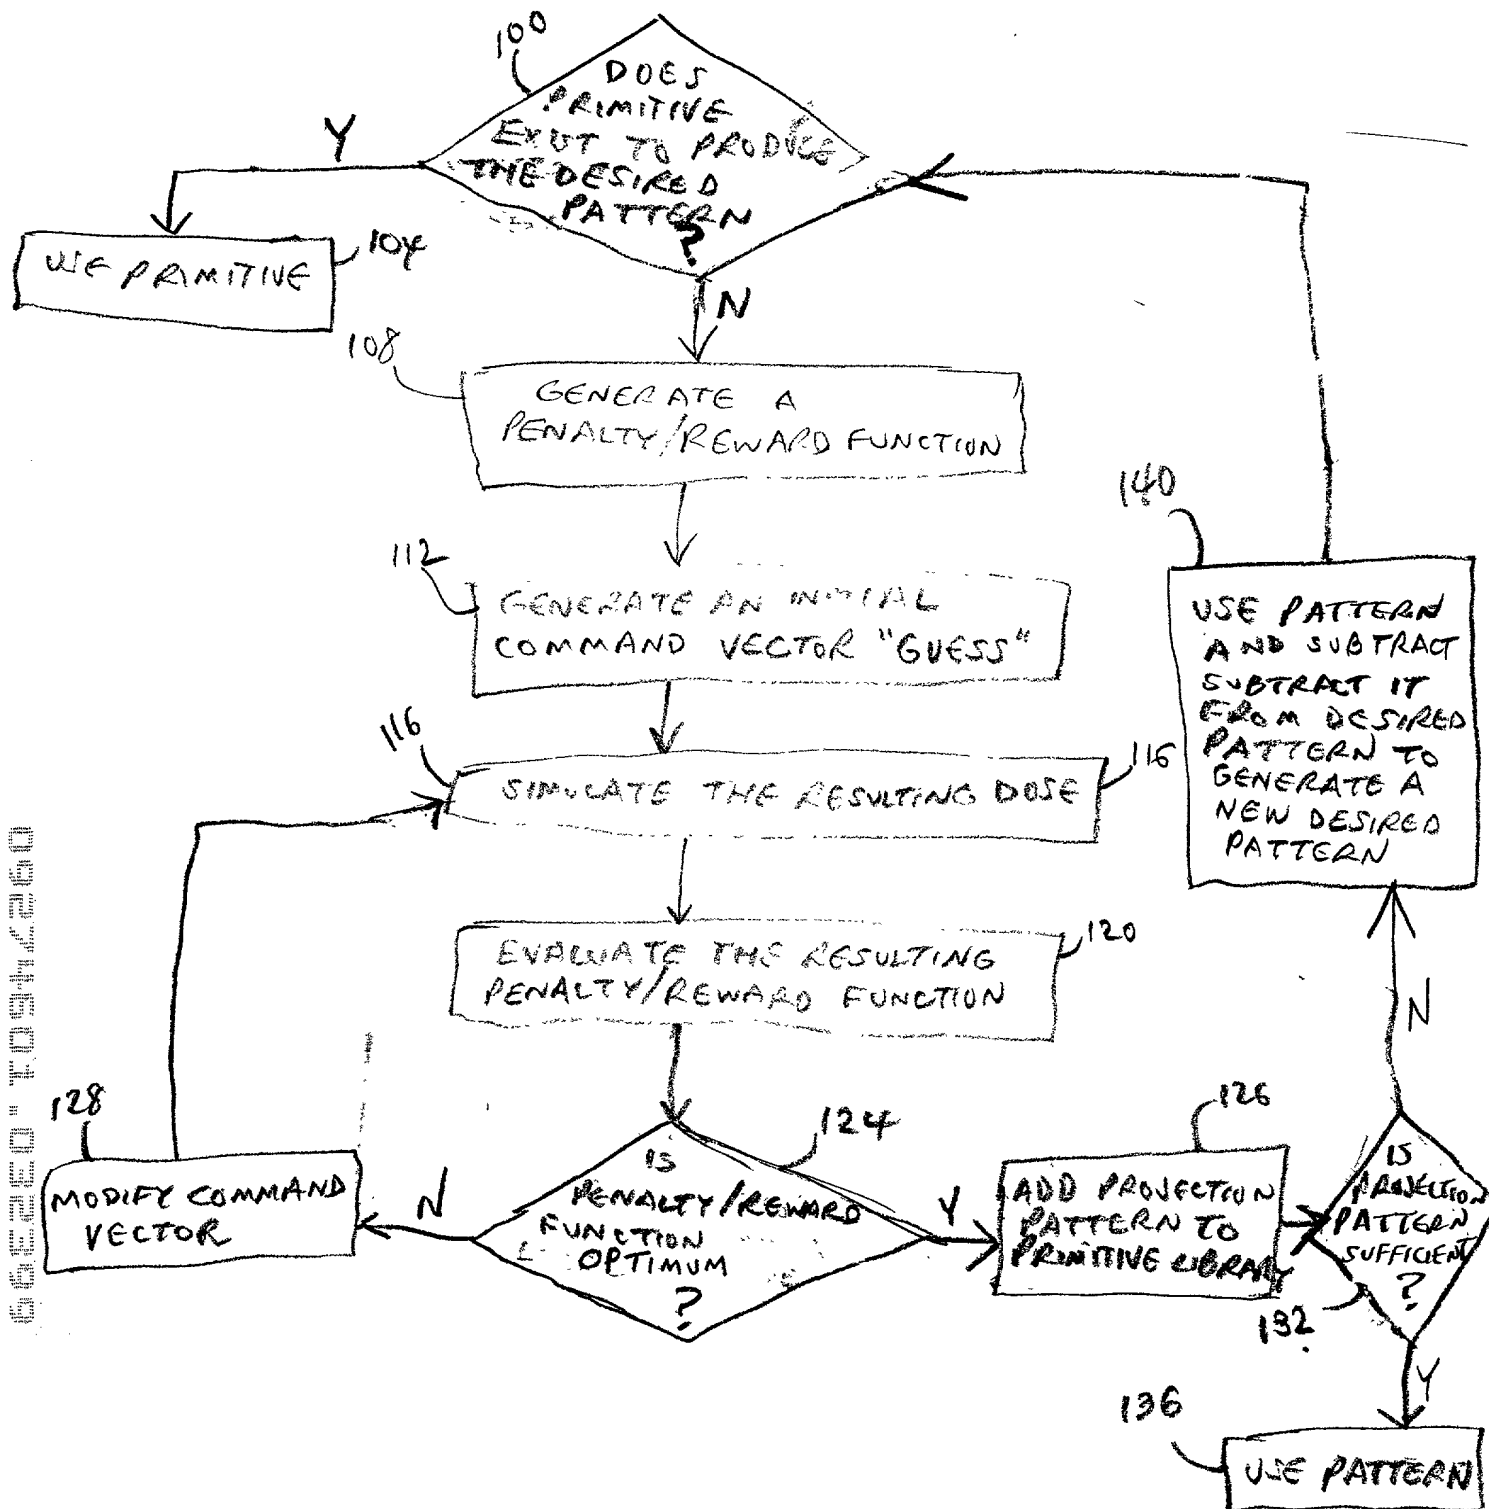 100
DOES
PRIMITIVE
EXIST TO PRODUCE
THE DESIRED
PATTERN
?
Y
N
USE PRIMITIVE
104
108
GENERATE A
PENALTY/REWARD FUNCTION
112
GENERATE AN INITIAL
COMMAND VECTOR "GUESS"
116
SIMULATE THE RESULTING DOSE
116
EVALUATE THE RESULTING
PENALTY/REWARD FUNCTION
120
124
IS
PENALTY/REWARD
FUNCTION
OPTIMUM
?
N
Y
128
MODIFY COMMAND
VECTOR
126
ADD PROJECTION
PATTERN TO
PRIMITIVE LIBRARY
IS
PROJECTION
PATTERN
SUFFICIENT
?
132
N
Y
140
USE PATTERN
AND SUBTRACT
SUBTRACT IT
FROM DESIRED
PATTERN TO
GENERATE A
NEW DESIRED
PATTERN
136
USE PATTERN